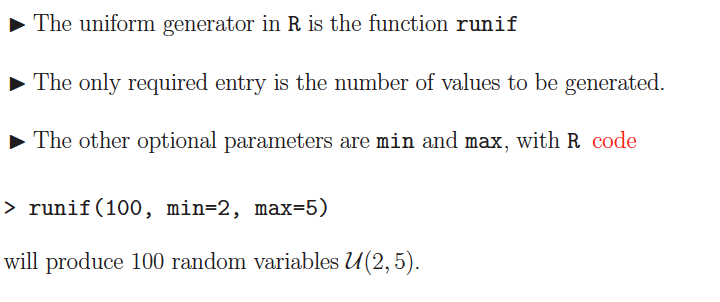 ▶ The uniform generator in R is the function runif
▶ The only required entry is the number of values to be generated.
▶ The other optional parameters are min and max, with R code
> runif(100, min=2, max=5)
will produce 100 random variables 𝒰(2, 5).